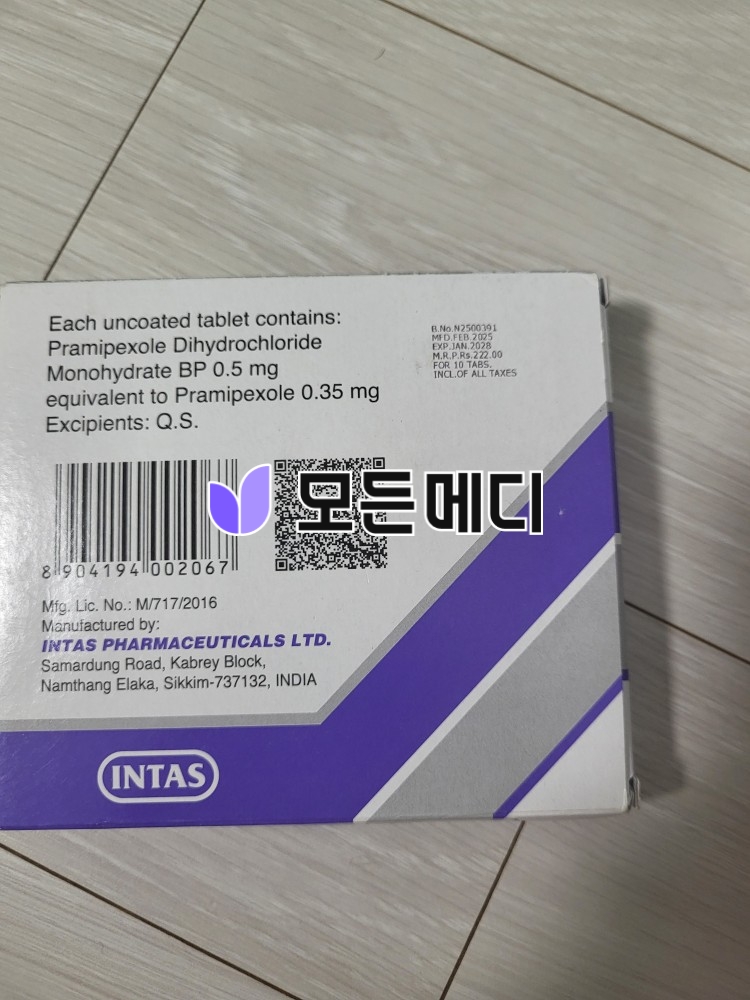 Each uncoated tablet contains:
Pramipexole Dihydrochloride
Monohydrate BP 0.5 mg
equivalent to Pramipexole 0.35 mg
Excipients: Q.S.
B.No.N2500391
MFD.FEB.2025
EXP.JAN.2028
M.R.P.Rs.222.00
FOR 10 TABS.
INCL.OF ALL TAXES
모든메디
8 904194 002067
Mfg. Lic. No.: M/717/2016
Manufactured by:
INTAS PHARMACEUTICALS LTD.
Samardung Road, Kabrey Block,
Namthang Elaka, Sikkim-737132, INDIA
INTAS